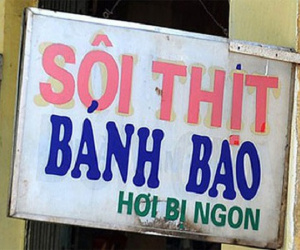 SÔI THỊT
BÁNH BAO
HƠI BỊ NGON